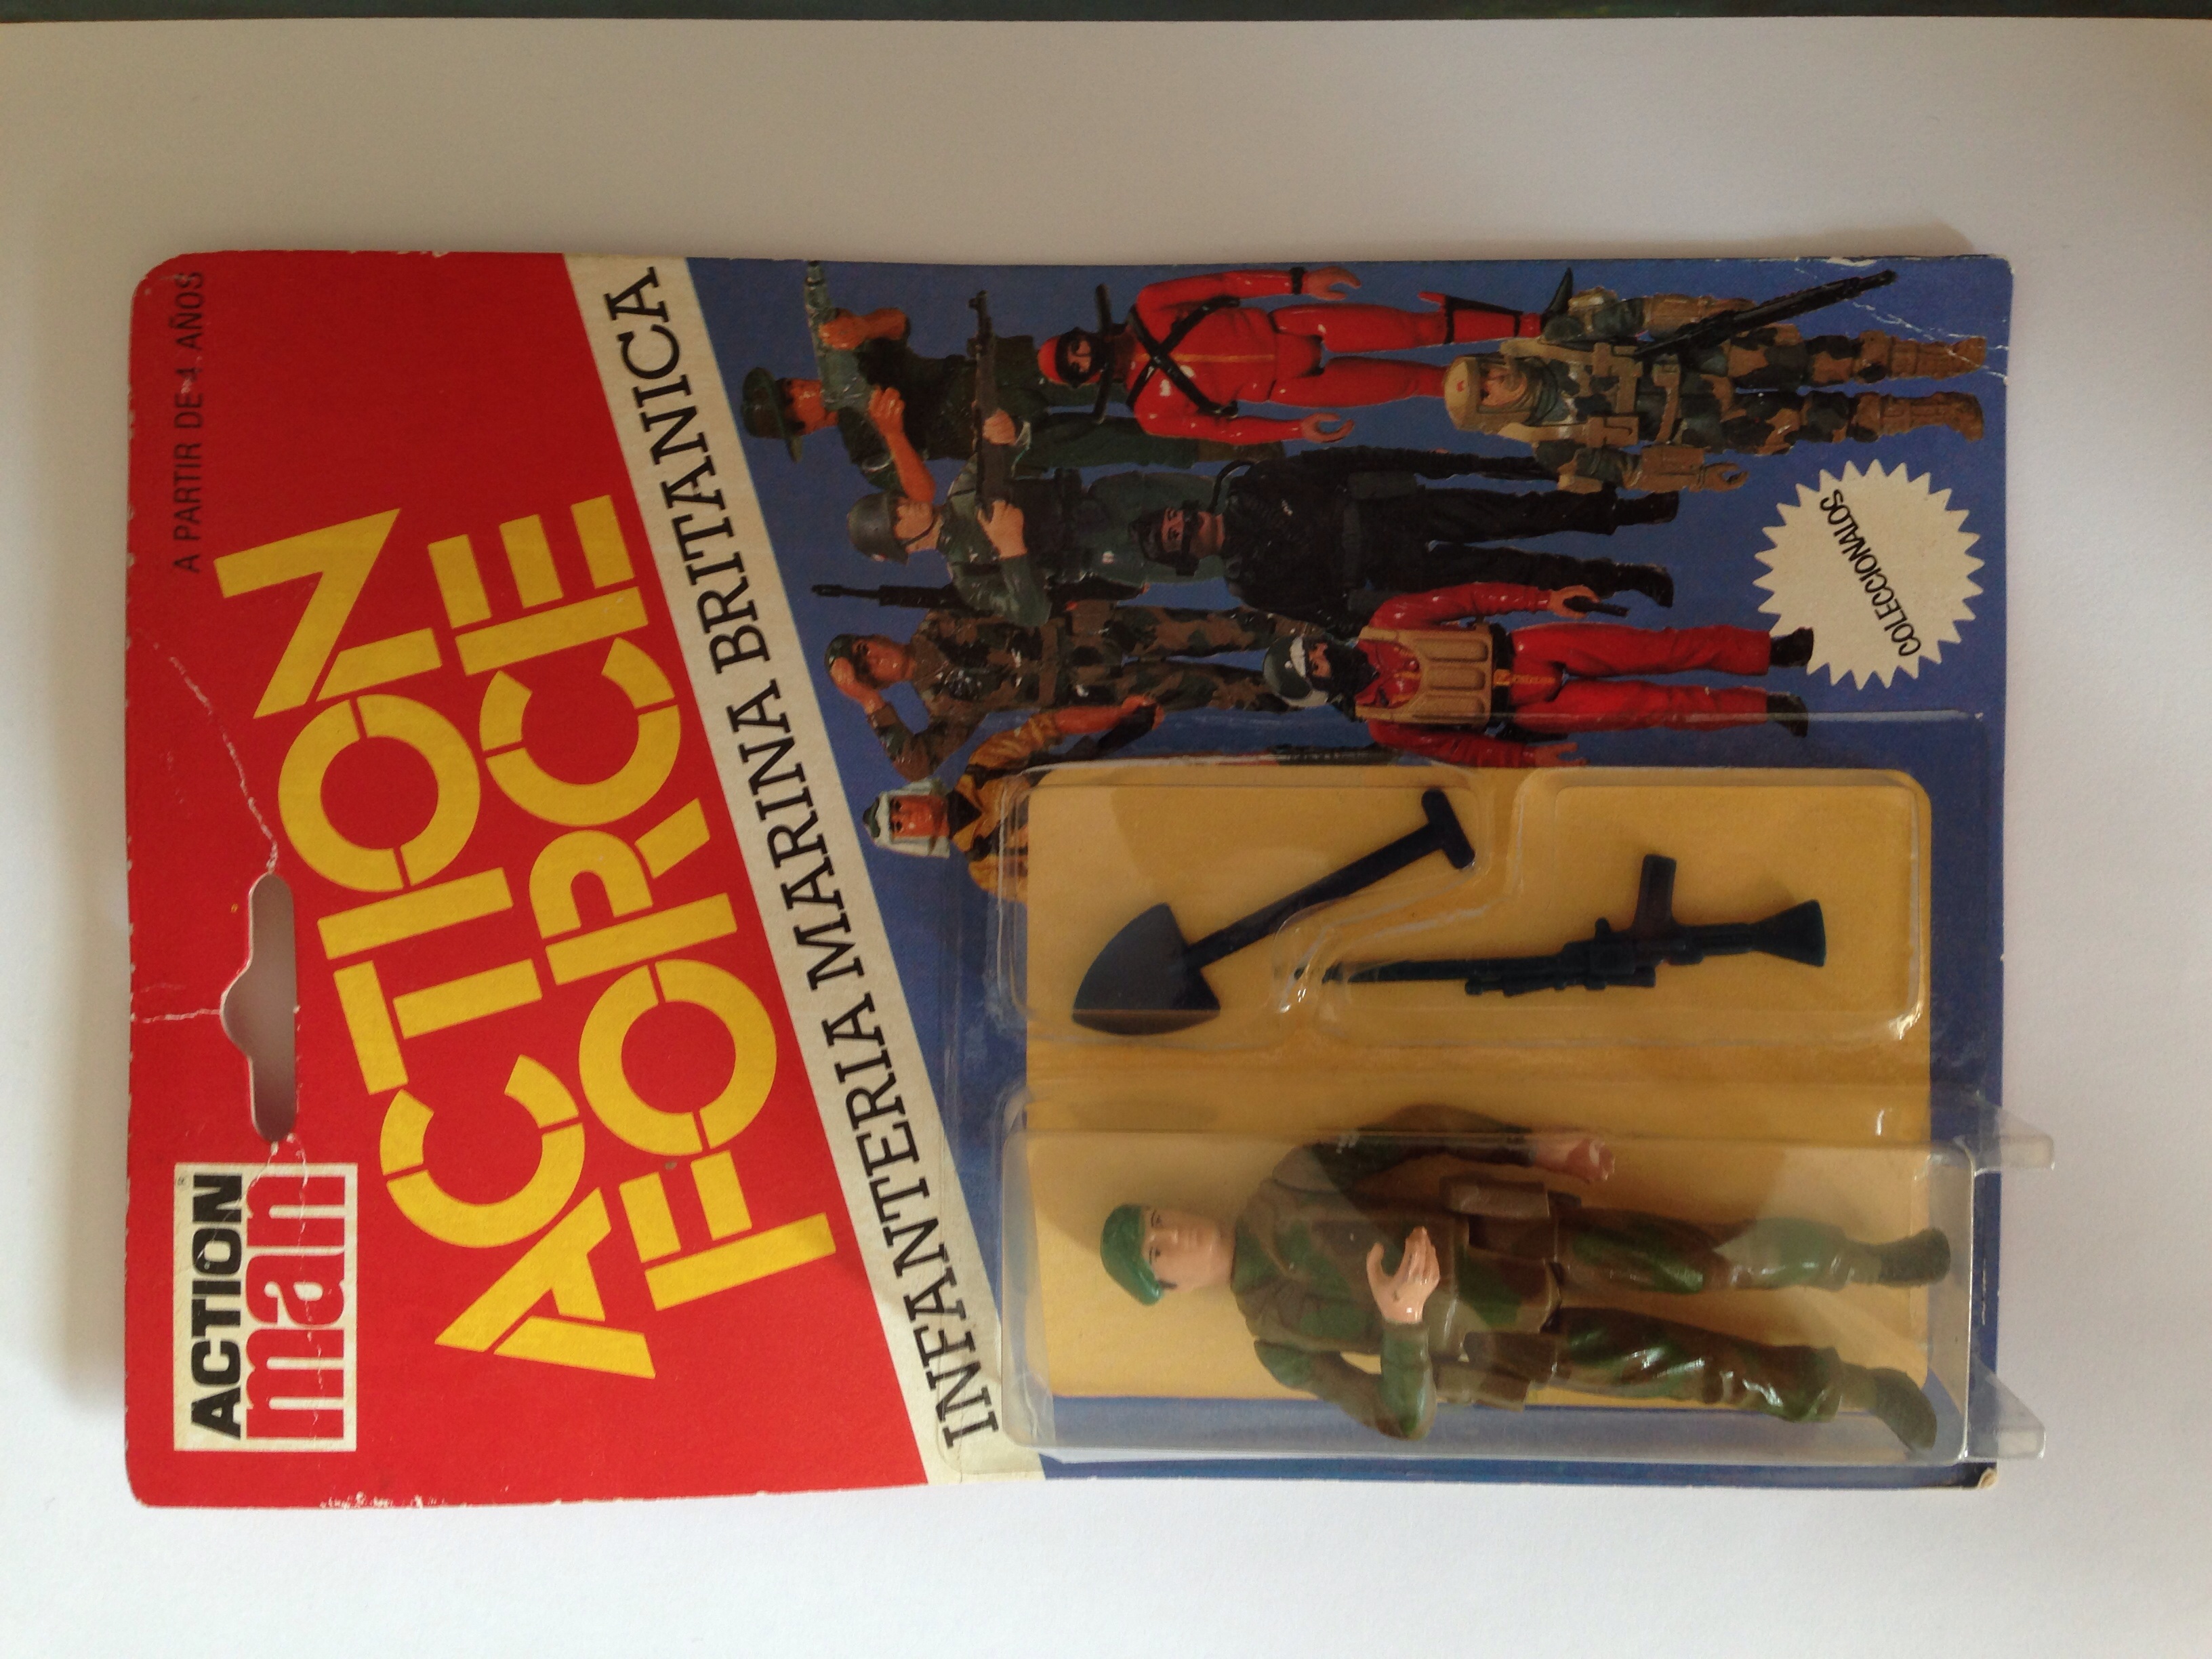 A PARTIR DE 4 AÑOS
ACTION
man
ACTION
FORCE
INFANTERIA MARINA BRITANICA
COLECCIONALOS